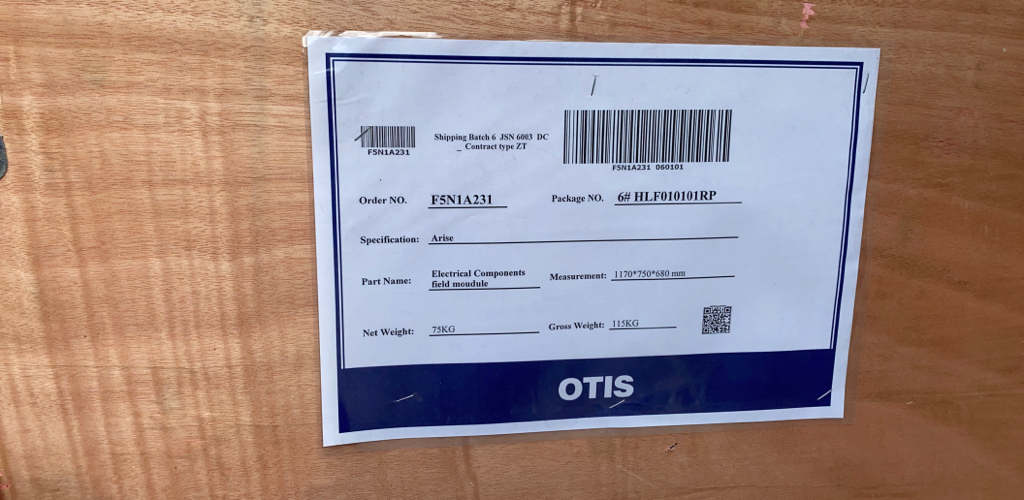 Shipping Batch 6 JSN 6003 DC
_ Contract type ZT
F5N1A231
F5N1A231 060101
Order NO. F5N1A231 Package NO. 6# HLF010101RP
Specification: Arise
Part Name: Electrical Components
field moudule
Measurement: 1170*750*680 mm
Net Weight: 75KG Gross Weight: 115KG
OTIS